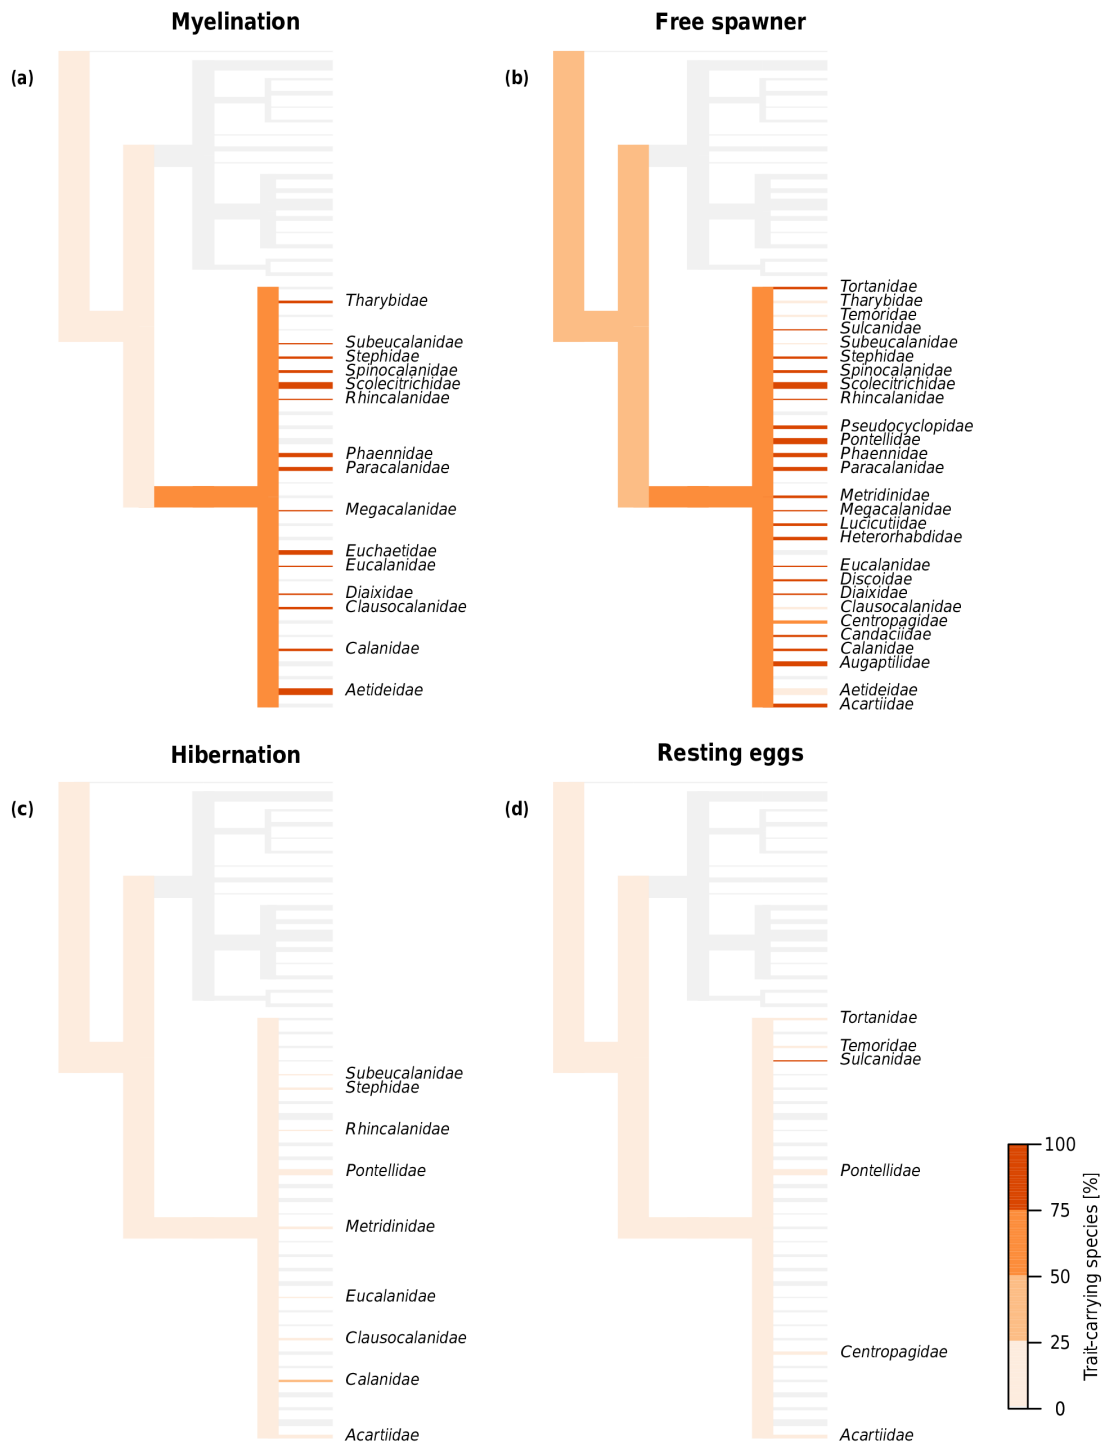 Myelination
(a)
Tharybidae
Subeucalanidae
Stephidae
Spinocalanidae
Scolecitrichidae
Rhincalanidae
Phaennidae
Paracalanidae
Megacalanidae
Euchaetidae
Eucalanidae
Diaixidae
Clausocalanidae
Calanidae
Aetideidae
Free spawner
(b)
Tortanidae
Tharybidae
Temoridae
Sulcanidae
Subeucalanidae
Stephidae
Spinocalanidae
Scolecitrichidae
Rhincalanidae
Pseudocyclopidae
Pontellidae
Phaennidae
Paracalanidae
Metridinidae
Megacalanidae
Lucicutiidae
Heterorhabdidae
Eucalanidae
Discoidae
Diaixidae
Clausocalanidae
Centropagidae
Candaciidae
Calanidae
Augaptilidae
Aetideidae
Acartiidae
Hibernation
(c)
Subeucalanidae
Stephidae
Rhincalanidae
Pontellidae
Metridinidae
Eucalanidae
Clausocalanidae
Calanidae
Acartiidae
Resting eggs
(d)
Tortanidae
Temoridae
Sulcanidae
Pontellidae
Centropagidae
Acartiidae
100
75
50
25
0
Trait-carrying species [%]